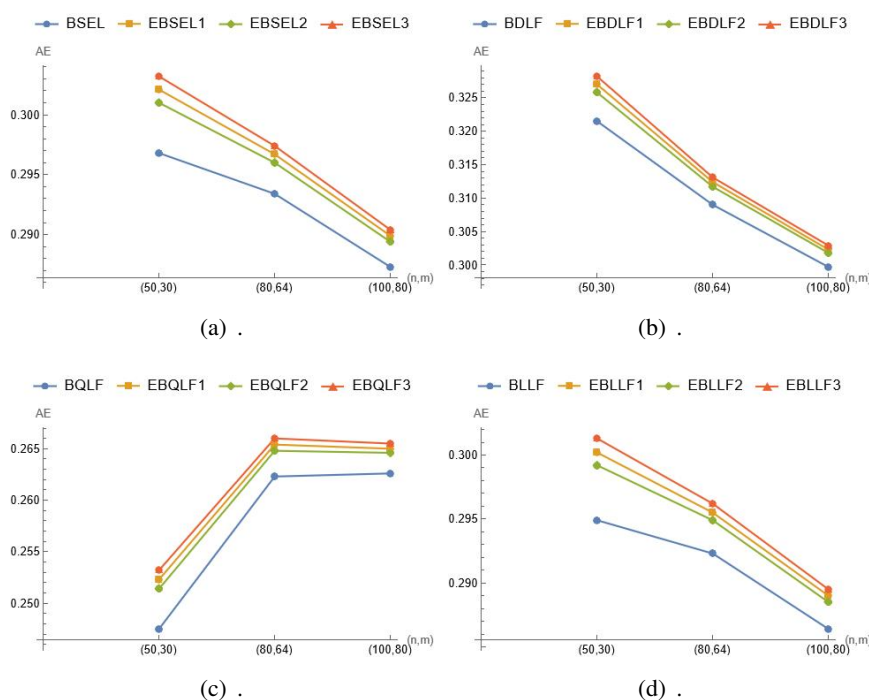 BSEL EBSEL1 EBSEL2 EBSEL3
AE
0.300
0.295
0.290
(n,m)
(50,30) (80,64) (100,80)
(a) .
BDLF EBDLF1 EBDLF2 EBDLF3
AE
0.325
0.320
0.315
0.310
0.305
0.300
(n,m)
(50,30) (80,64) (100,80)
(b) .
BQLF EBQLF1 EBQLF2 EBQLF3
AE
0.265
0.260
0.255
0.250
(n,m)
(50,30) (80,64) (100,80)
(c) .
BLLF EBLLF1 EBLLF2 EBLLF3
AE
0.300
0.295
0.290
(n,m)
(50,30) (80,64) (100,80)
(d) .